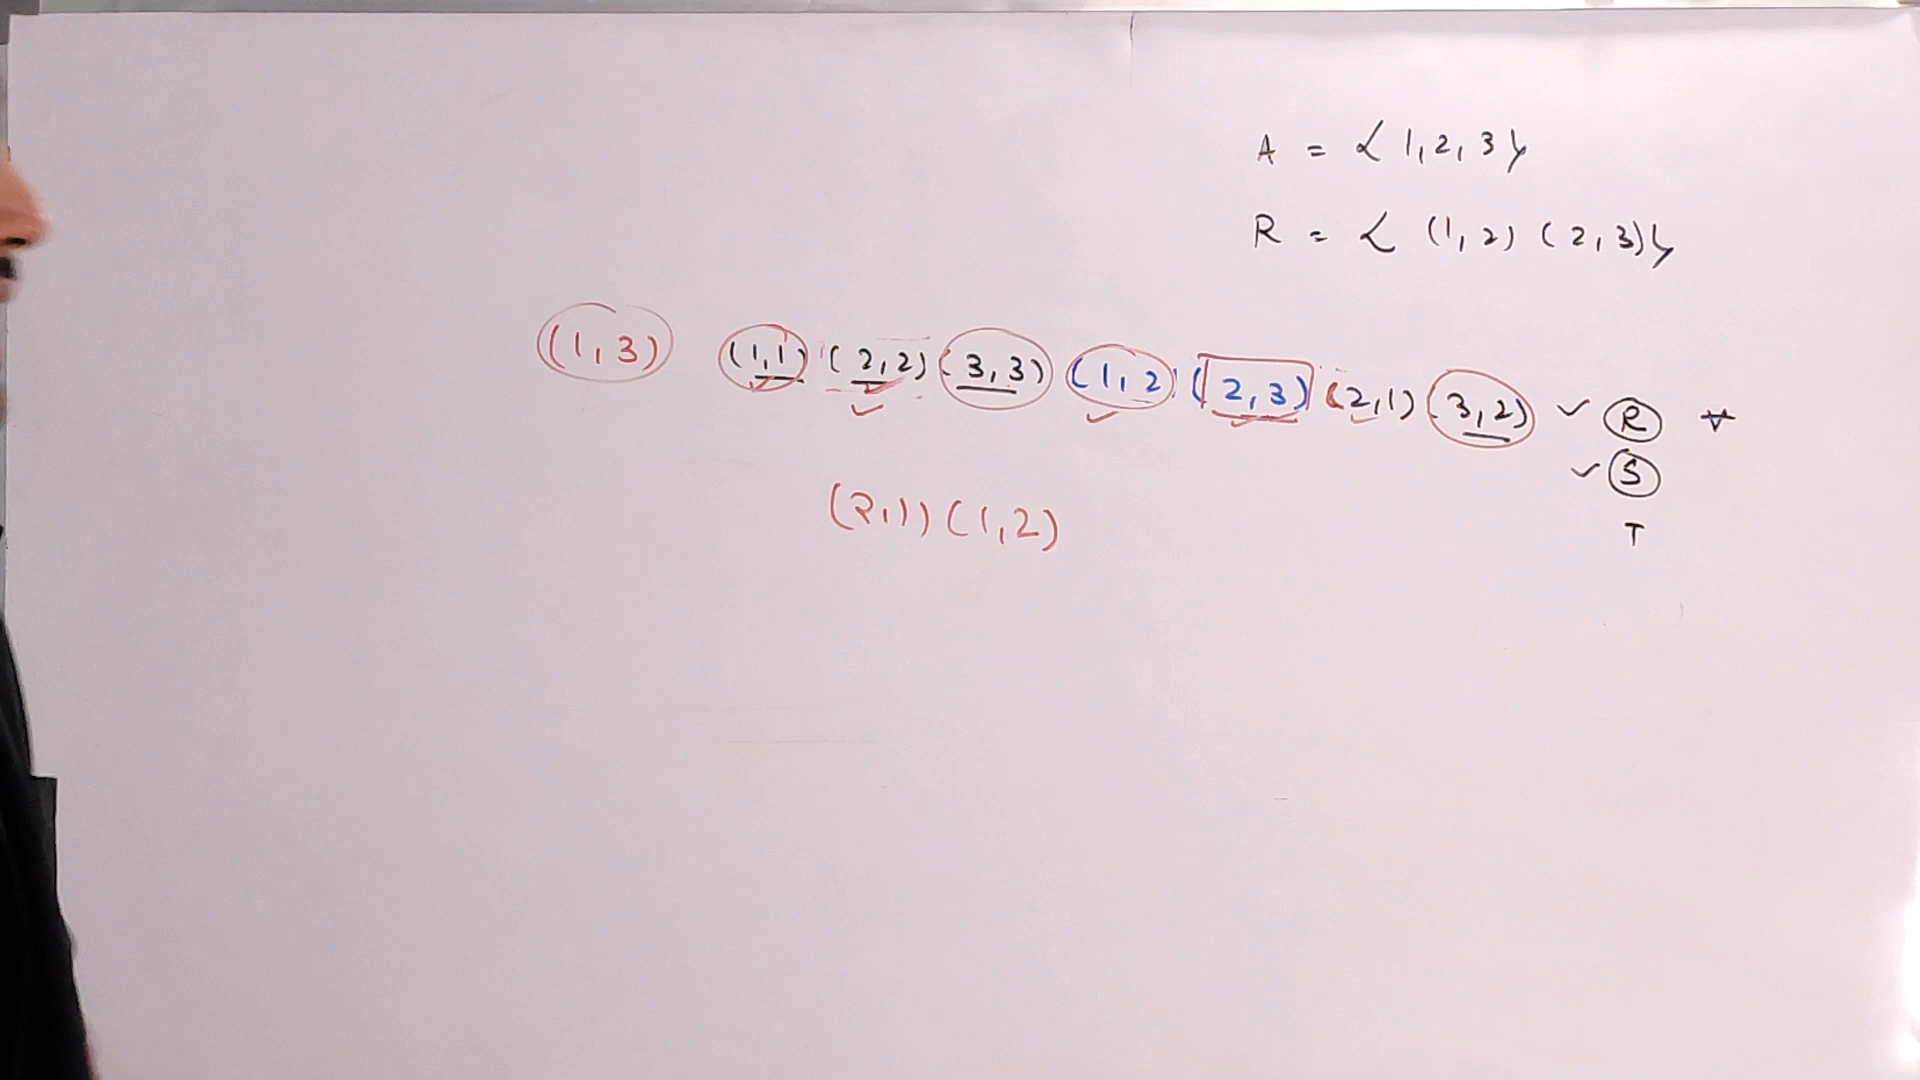 A = { 1, 2, 3 }
R = { (1, 2) (2, 3) }
(1, 3) (1,1) (2,2) (3,3) (1, 2) (2,3) (2,1) (3,2) ✓ R ∀
✓ S
(2,1) (1,2) T